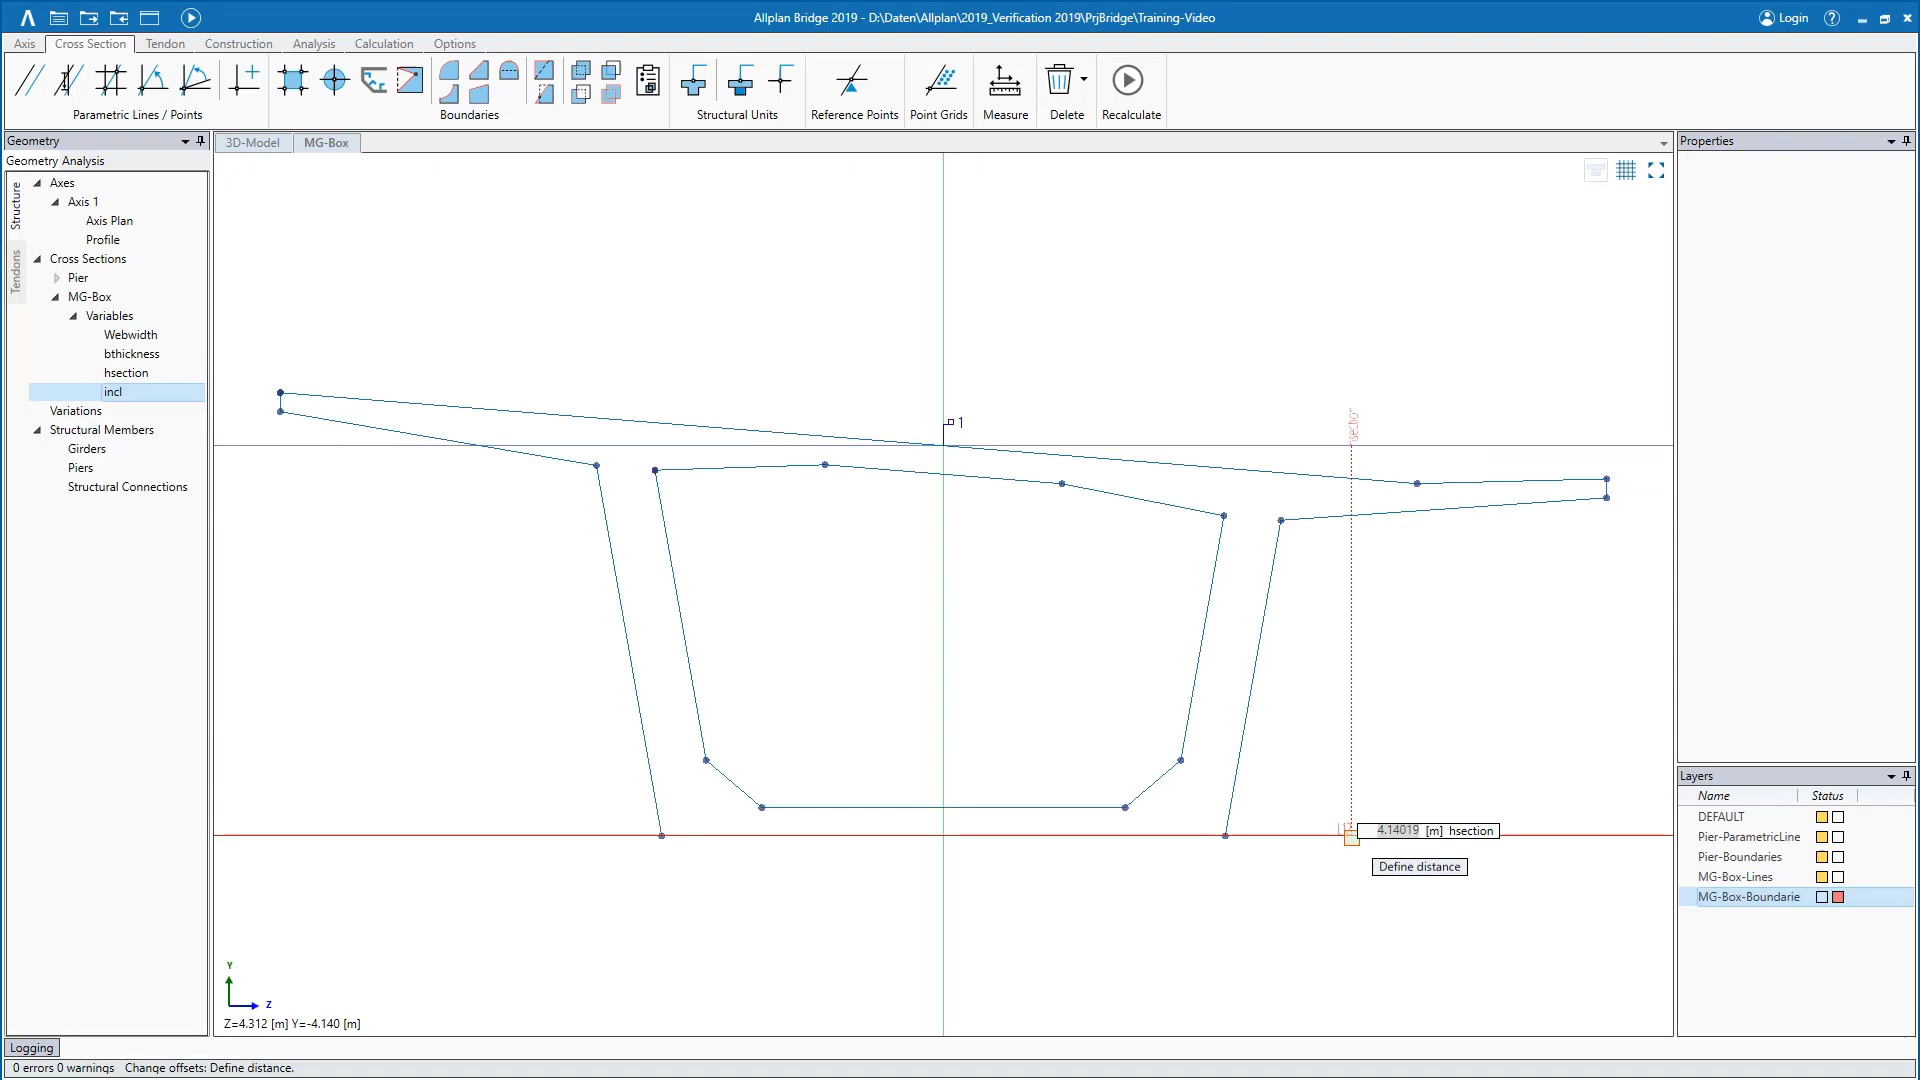 Allplan Bridge 2019 - D:\Daten\Allplan\2019_Verification 2019\PrjBridge\Training-Video
Login
Axis
Cross Section
Tendon
Construction
Analysis
Calculation
Options
Parametric Lines / Points
Boundaries
Structural Units
Reference Points
Point Grids
Measure
Delete
Recalculate
Geometry
Geometry Analysis
Structure
Tendons
Axes
Axis 1
Axis Plan
Profile
Cross Sections
Pier
MG-Box
Variables
Webwidth
bthickness
hsection
incl
Variations
Structural Members
Girders
Piers
Structural Connections
3D-Model
MG-Box
1
4.14019 [m] hsection
Define distance
Y
Z
Z=4.312 [m] Y=-4.140 [m]
Properties
Layers
Name Status
DEFAULT
Pier-ParametricLine
Pier-Boundaries
MG-Box-Lines
MG-Box-Boundarie
Logging
0 errors 0 warnings Change offsets: Define distance.